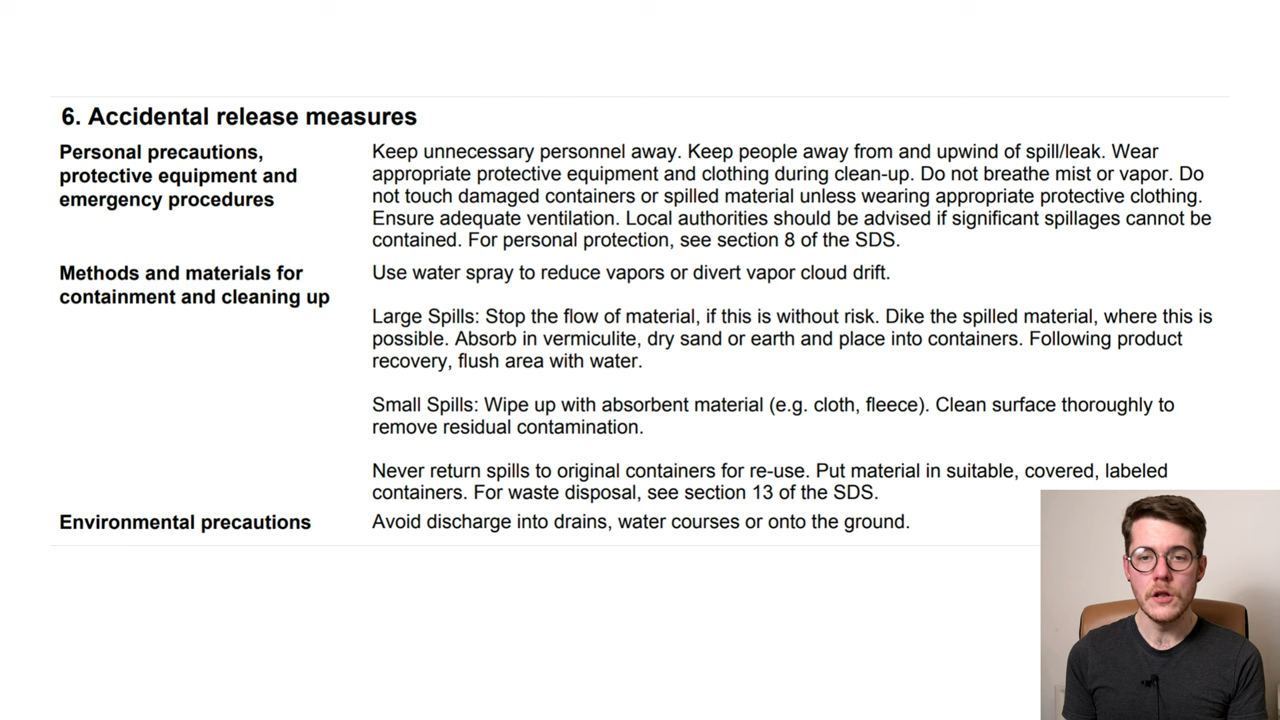 6. Accidental release measures
Personal precautions,
protective equipment and
emergency procedures
Keep unnecessary personnel away. Keep people away from and upwind of spill/leak. Wear
appropriate protective equipment and clothing during clean-up. Do not breathe mist or vapor. Do
not touch damaged containers or spilled material unless wearing appropriate protective clothing.
Ensure adequate ventilation. Local authorities should be advised if significant spillages cannot be
contained. For personal protection, see section 8 of the SDS.
Methods and materials for
containment and cleaning up
Use water spray to reduce vapors or divert vapor cloud drift.
Large Spills: Stop the flow of material, if this is without risk. Dike the spilled material, where this is
possible. Absorb in vermiculite, dry sand or earth and place into containers. Following product
recovery, flush area with water.
Small Spills: Wipe up with absorbent material (e.g. cloth, fleece). Clean surface thoroughly to
remove residual contamination.
Never return spills to original containers for re-use. Put material in suitable, covered, labeled
containers. For waste disposal, see section 13 of the SDS.
Environmental precautions
Avoid discharge into drains, water courses or onto the ground.